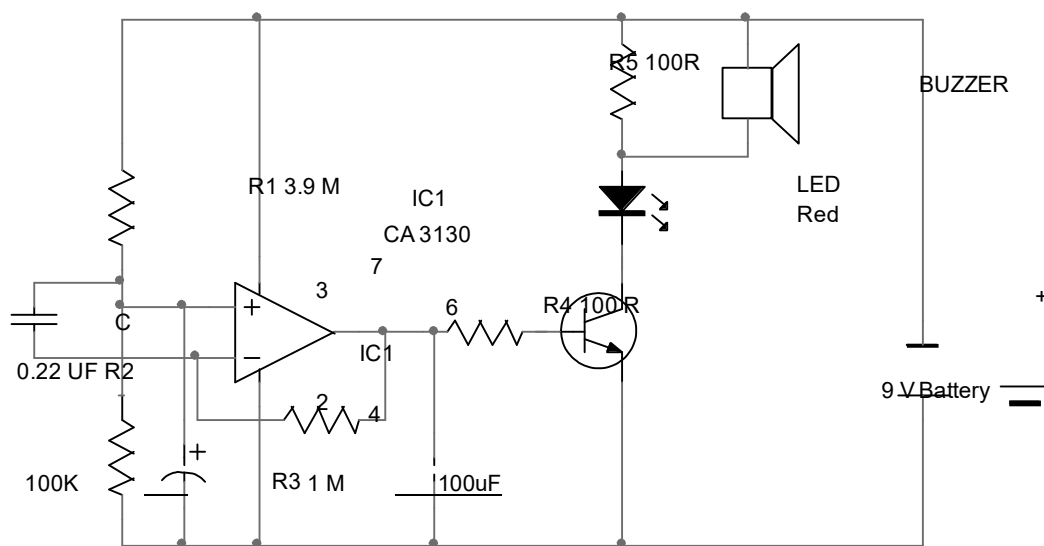 R5 100R
BUZZER
R1 3.9 M
IC1
CA 3130
LED
Red
7
3
+
+
C
6
R4 100 R
−
IC1
0.22 UF R2
2
4
9 V Battery
+
100K
R3 1 M
100uF